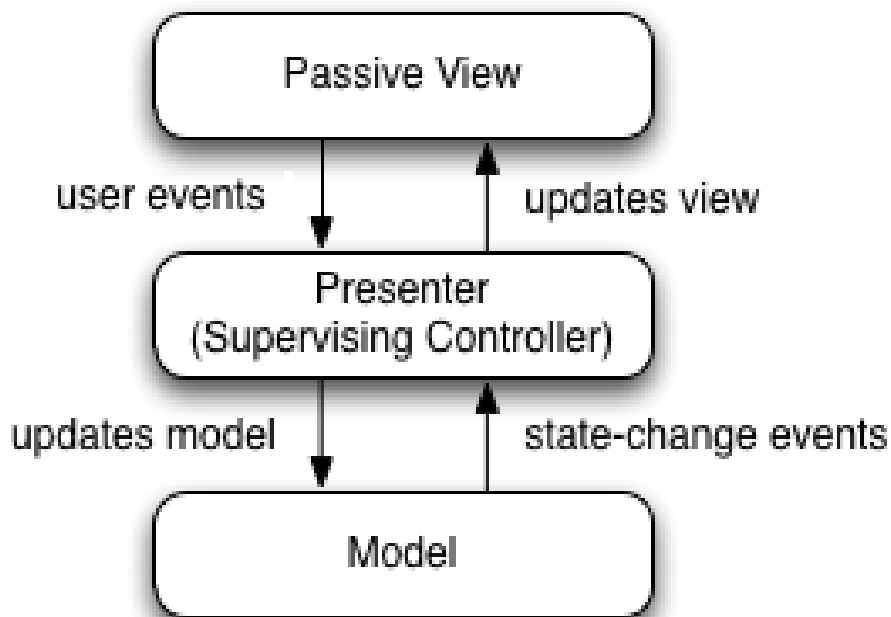 Passive View
user events
updates view
Presenter
(Supervising Controller)
updates model
state-change events
Model